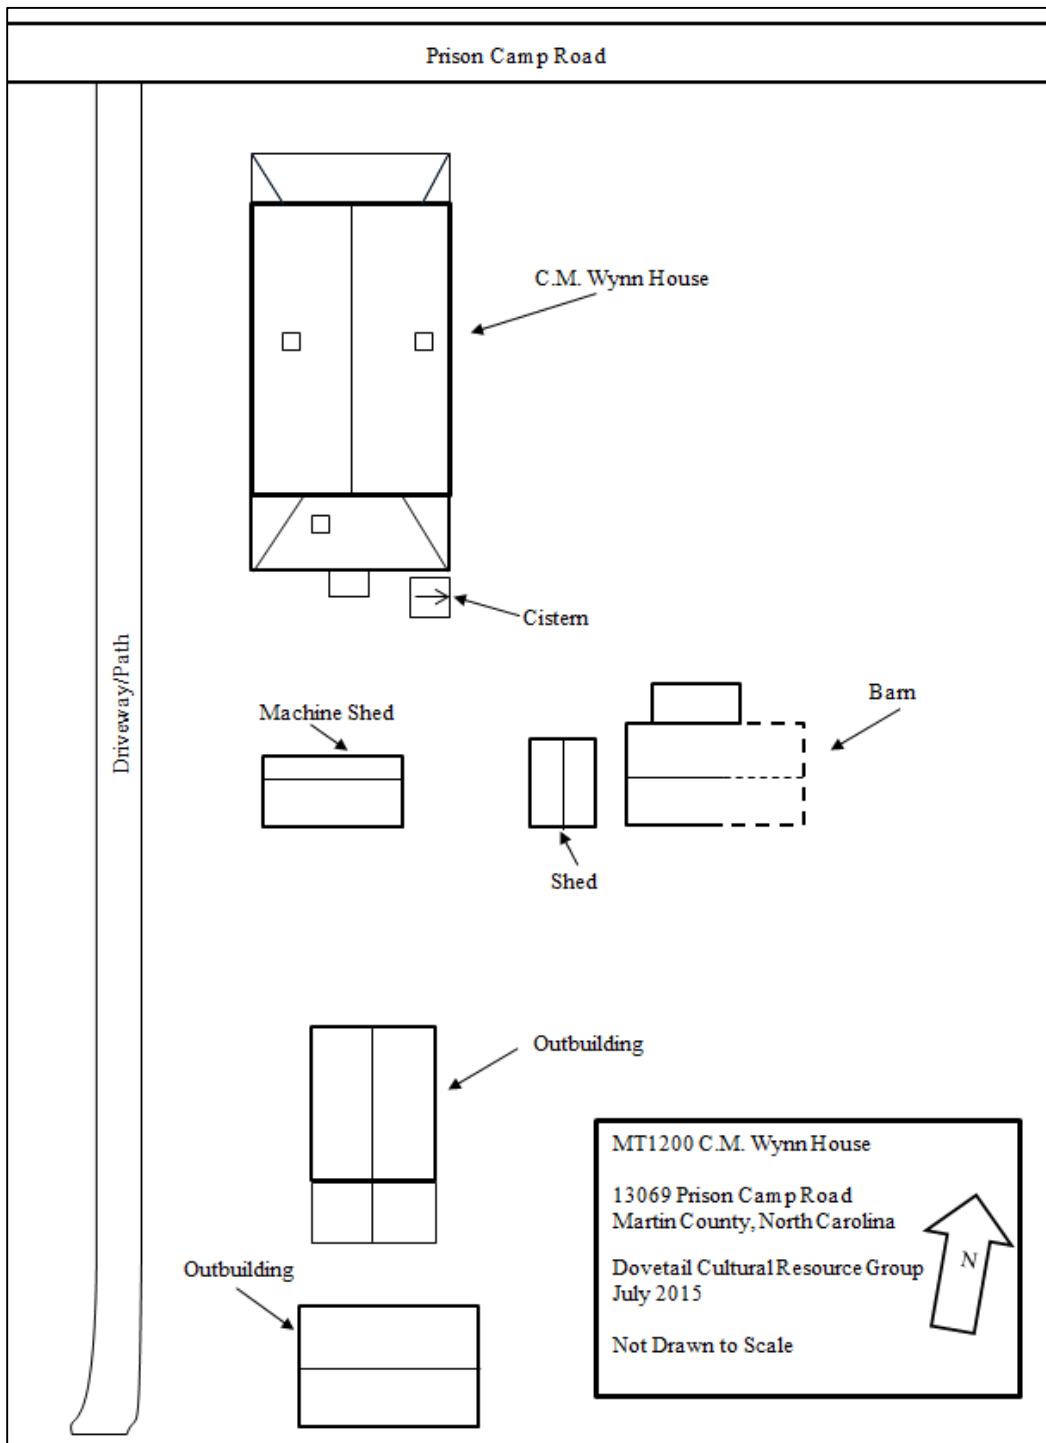 Prison Camp Road
C.M. Wynn House
Cistern
Driveway/Path
Machine Shed
Barn
Shed
Outbuilding
Outbuilding
MT1200 C.M. Wynn House
13069 Prison Camp Road
Martin County, North Carolina
Dovetail Cultural Resource Group
July 2015
Not Drawn to Scale
N